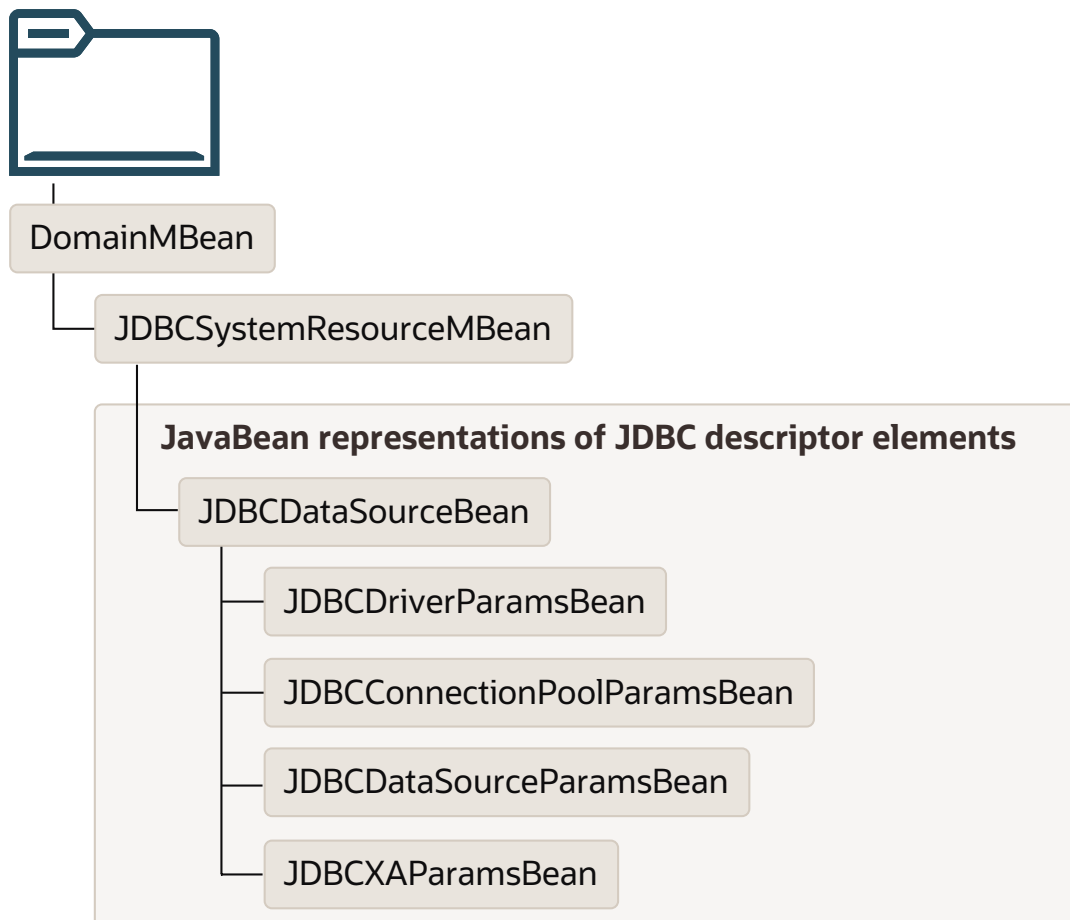 DomainMBean
JDBCSystemResourceMBean
JavaBean representations of JDBC descriptor elements
JDBCDataSourceBean
JDBCDriverParamsBean
JDBCConnectionPoolParamsBean
JDBCDataSourceParamsBean
JDBCXAParamsBean